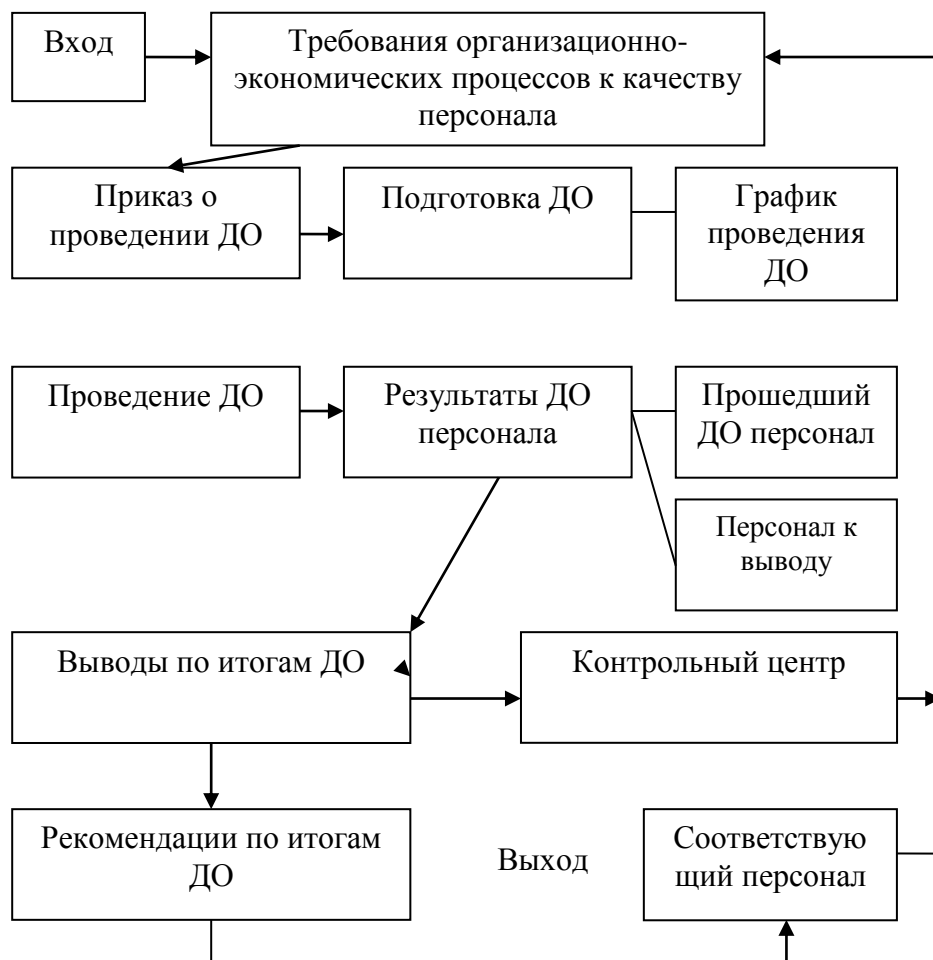 Вход
Требования организационно-
экономических процессов к качеству
персонала
Приказ о
проведении ДО
Подготовка ДО
График
проведения
ДО
Проведение ДО
Результаты ДО
персонала
Прошедший
ДО персонал
Персонал к
выводу
Выводы по итогам ДО
Контрольный центр
Рекомендации по итогам
ДО
Выход
Соответствую
щий персонал